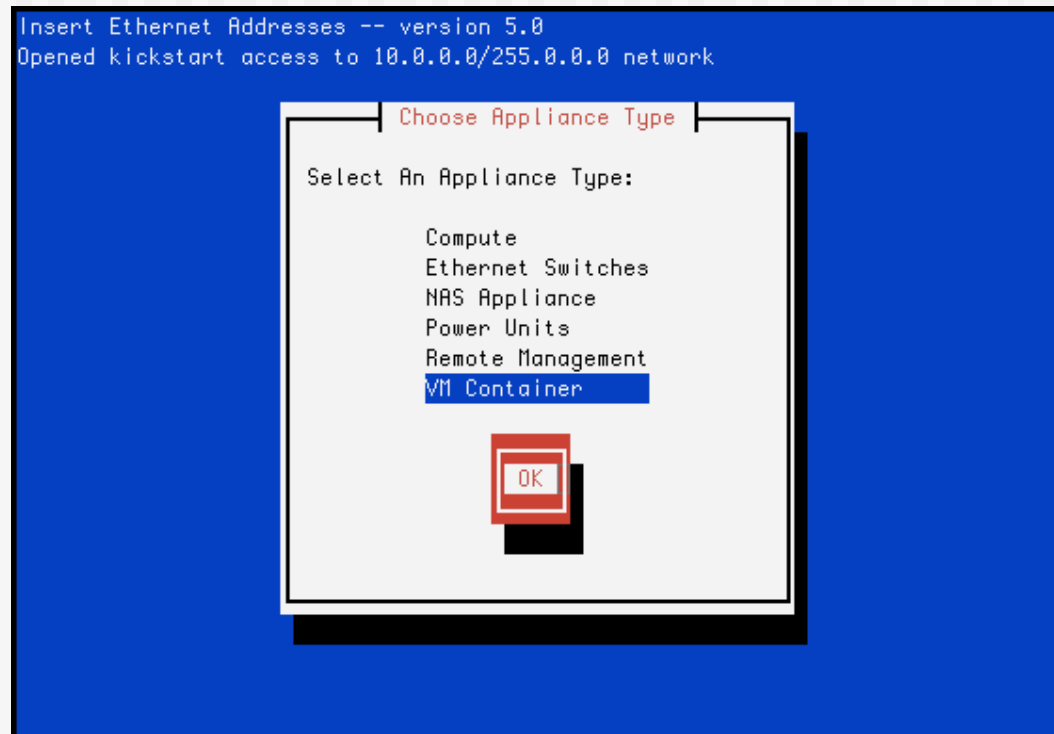 Insert Ethernet Addresses -- version 5.0
Opened kickstart access to 10.0.0.0/255.0.0.0 network
Choose Appliance Type
Select An Appliance Type:
Compute
Ethernet Switches
NAS Appliance
Power Units
Remote Management
VM Container
OK